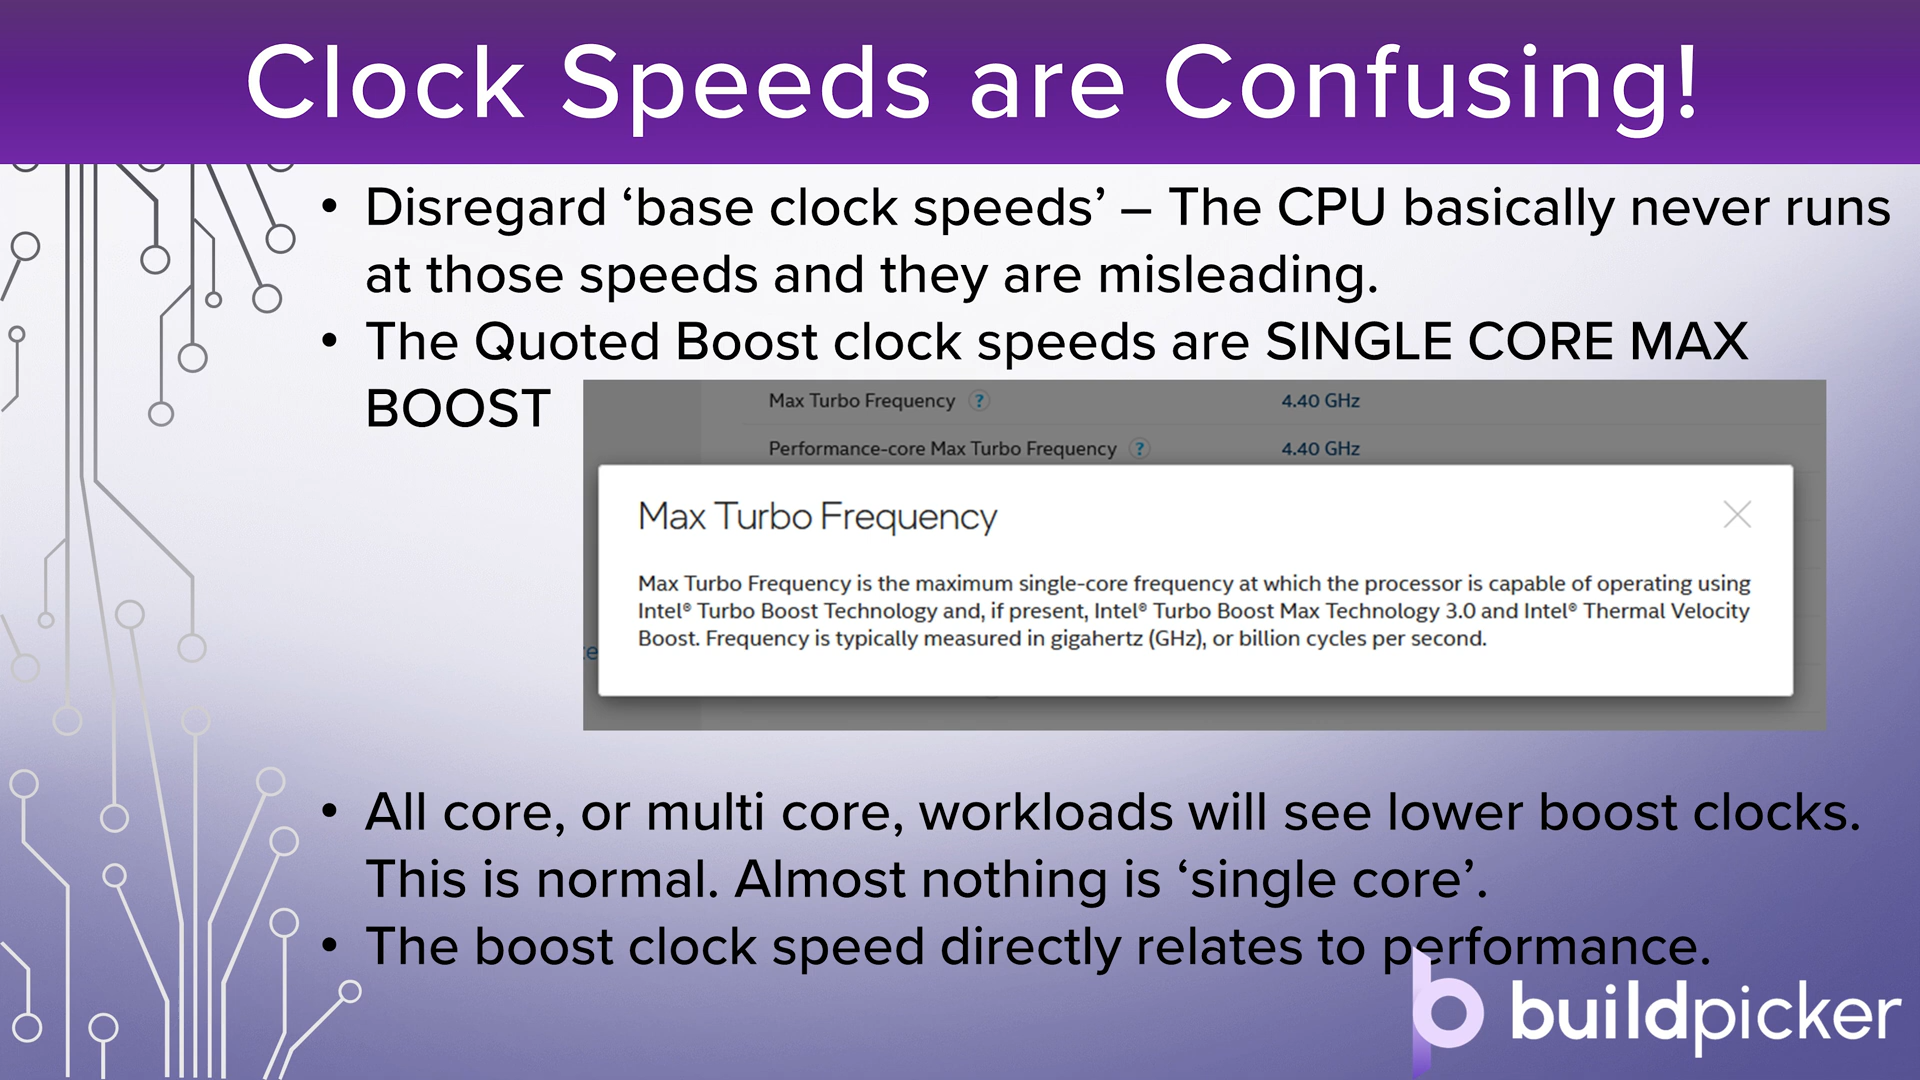 Clock Speeds are Confusing!
• Disregard ‘base clock speeds’ – The CPU basically never runs
at those speeds and they are misleading.
• The Quoted Boost clock speeds are SINGLE CORE MAX
BOOST
Max Turbo Frequency ? 4.40 GHz
Performance-core Max Turbo Frequency ? 4.40 GHz
Max Turbo Frequency
Max Turbo Frequency is the maximum single-core frequency at which the processor is capable of operating using
Intel® Turbo Boost Technology and, if present, Intel® Turbo Boost Max Technology 3.0 and Intel® Thermal Velocity
Boost. Frequency is typically measured in gigahertz (GHz), or billion cycles per second.
• All core, or multi core, workloads will see lower boost clocks.
This is normal. Almost nothing is ‘single core’.
• The boost clock speed directly relates to performance.
buildpicker